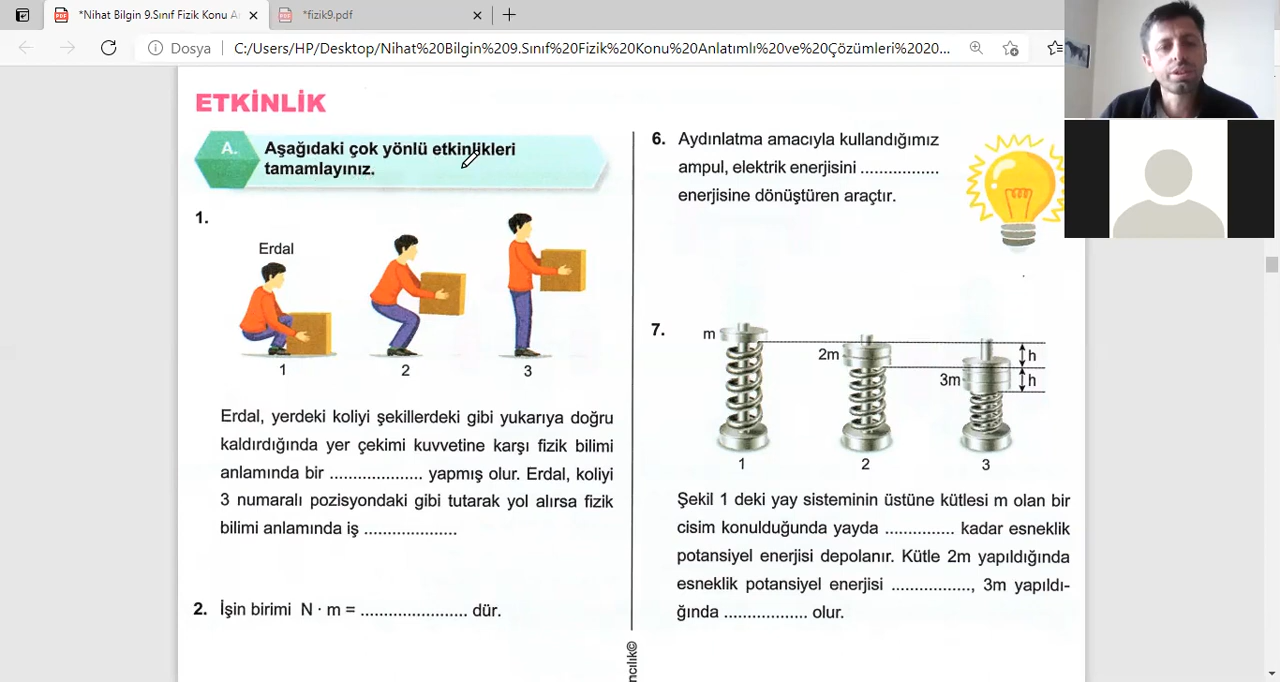 *Nihat Bilgin 9.Sınıf Fizik Konu A
*fizik9.pdf
Dosya
C:/Users/HP/Desktop/Nihat%20Bilgin%209.Sınıf%20Fizik%20Konu%20Anlatımlı%20ve%20Çözümleri%2020...
ETKİNLİK
A.
Aşağıdaki çok yönlü etkinlikleri
tamamlayınız.
1.
Erdal
1
2
3
Erdal, yerdeki koliyi şekillerdeki gibi yukarıya doğru
kaldırdığında yer çekimi kuvvetine karşı fizik bilimi
anlamında bir .................... yapmış olur. Erdal, koliyi
3 numaralı pozisyondaki gibi tutarak yol alırsa fizik
bilimi anlamında iş ....................
2. İşin birimi N · m = ....................... dür.
6. Aydınlatma amacıyla kullandığımız
ampul, elektrik enerjisini .................
enerjisine dönüştüren araçtır.
7.
m
2m
3m
h
h
1
2
3
Şekil 1 deki yay sisteminin üstüne kütlesi m olan bir
cisim konulduğunda yayda ............... kadar esneklik
potansiyel enerjisi depolanır. Kütle 2m yapıldığında
esneklik potansiyel enerjisi ................., 3m yapıldı-
ğında .................. olur.
ncılık©